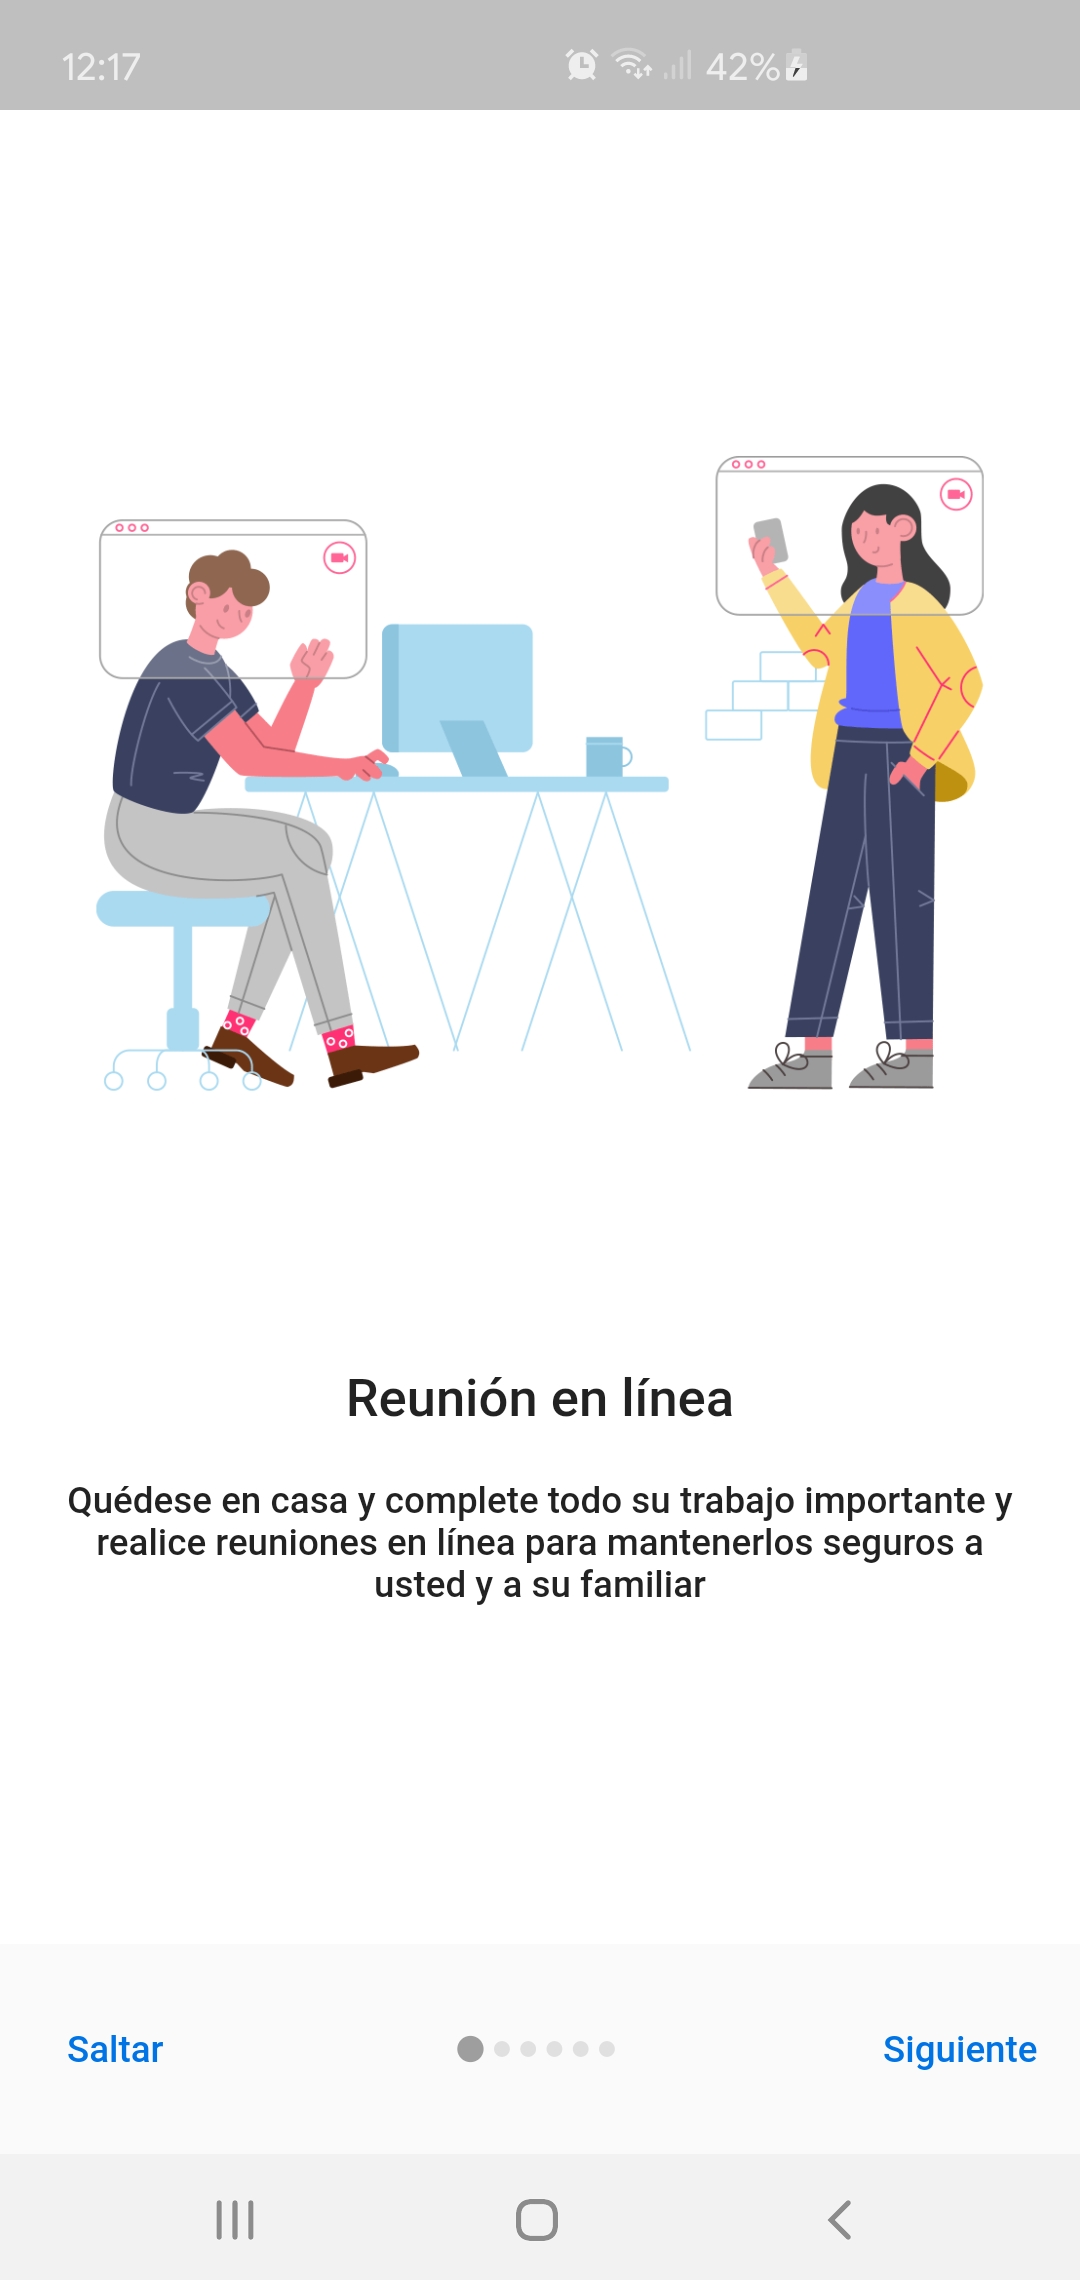 12:17
42%
Reunión en línea
Quédese en casa y complete todo su trabajo importante y
realice reuniones en línea para mantenerlos seguros a
usted y a su familiar
Saltar
Siguiente